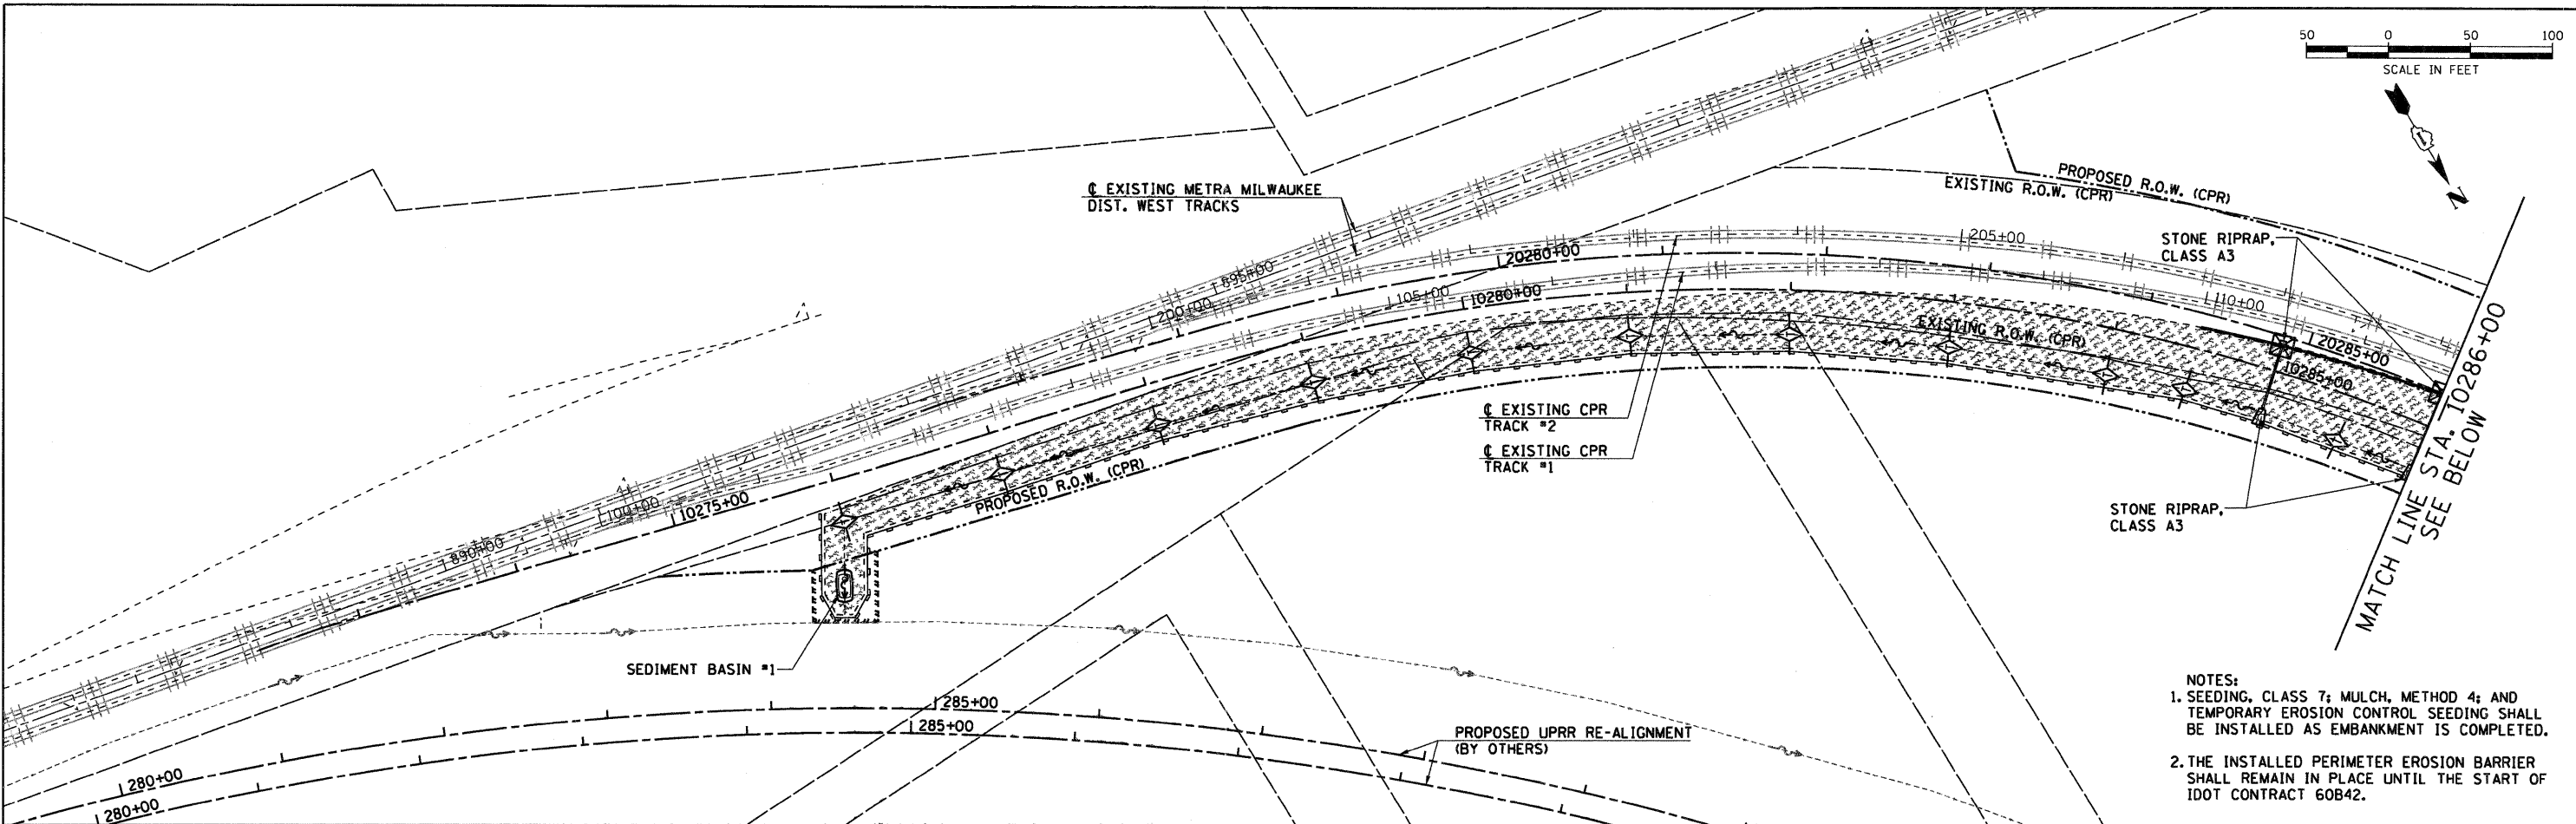 50 0 50 100
SCALE IN FEET
N
PROPOSED R.O.W. (CPR)
EXISTING R.O.W. (CPR)
℄ EXISTING METRA MILWAUKEE
DIST. WEST TRACKS
STONE RIPRAP,
CLASS A3
205+00
20280+00
895+00
200+00
105+00
10280+00
110+00
EXISTING R.O.W. (CPR)
20285+00
10285+00
MATCH LINE STA. 10286+00
SEE BELOW
℄ EXISTING CPR
TRACK #2
℄ EXISTING CPR
TRACK #1
PROPOSED R.O.W. (CPR)
100+00
10275+00
890+00
STONE RIPRAP,
CLASS A3
SEDIMENT BASIN #1
285+00
285+00
280+00
280+00
PROPOSED UPRR RE-ALIGNMENT
(BY OTHERS)
NOTES:
1. SEEDING, CLASS 7; MULCH, METHOD 4; AND
TEMPORARY EROSION CONTROL SEEDING SHALL
BE INSTALLED AS EMBANKMENT IS COMPLETED.
2. THE INSTALLED PERIMETER EROSION BARRIER
SHALL REMAIN IN PLACE UNTIL THE START OF
IDOT CONTRACT 60B42.